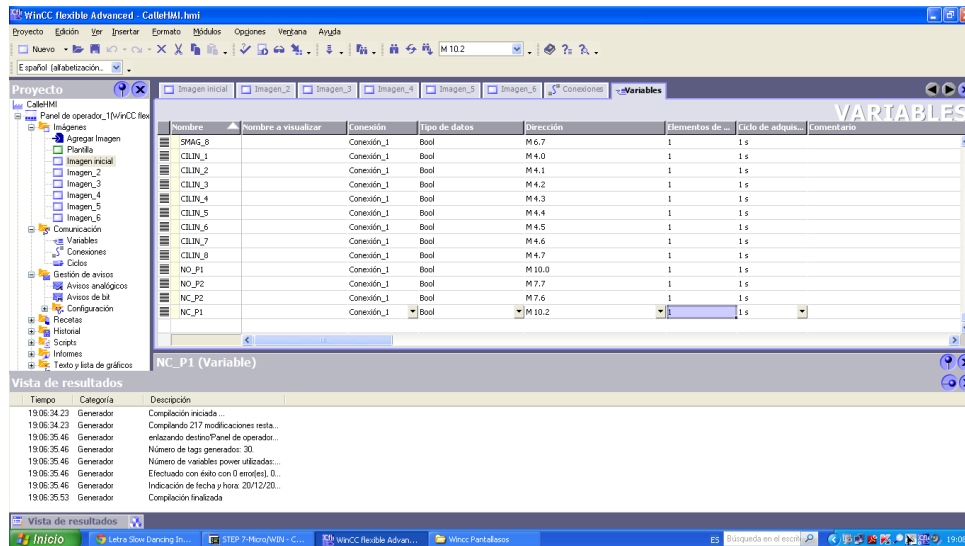 WinCC flexible Advanced - CalleHMI.hmi
Proyecto Edición Ver Insertar Formato Módulos Opciones Ventana Ayuda
Nuevo M 10.2
Español (alfabetización..
Proyecto
Imagen inicial Imagen_2 Imagen_3 Imagen_4 Imagen_5 Imagen_6 Conexiones Variables
CalleHMI
Panel de operador_1(WinCC flex
Imágenes
Agregar Imagen
Plantilla
Imagen inicial
Imagen_2
Imagen_3
Imagen_4
Imagen_5
Imagen_6
Comunicación
Variables
Conexiones
Ciclos
Gestión de avisos
Avisos analógicos
Avisos de bit
Configuración
Recetas
Historial
Scripts
Informes
Texto y lista de gráficos
VARIABLES
Nombre Nombre a visualizar Conexión Tipo de datos Dirección Elementos de ... Ciclo de adquis... Comentario
SMAG_8 Conexión_1 Bool M 6.7 1 1 s
CILIN_1 Conexión_1 Bool M 4.0 1 1 s
CILIN_2 Conexión_1 Bool M 4.1 1 1 s
CILIN_3 Conexión_1 Bool M 4.2 1 1 s
CILIN_4 Conexión_1 Bool M 4.3 1 1 s
CILIN_5 Conexión_1 Bool M 4.4 1 1 s
CILIN_6 Conexión_1 Bool M 4.5 1 1 s
CILIN_7 Conexión_1 Bool M 4.6 1 1 s
CILIN_8 Conexión_1 Bool M 4.7 1 1 s
NO_P1 Conexión_1 Bool M 10.0 1 1 s
NO_P2 Conexión_1 Bool M 7.7 1 1 s
NC_P2 Conexión_1 Bool M 7.6 1 1 s
NC_P1 Conexión_1 Bool M 10.2 1 1 s
NC_P1 (Variable)
Vista de resultados
Tiempo Categoría Descripción
19:06:34.23 Generador Compilación iniciada ...
19:06:34.23 Generador Compilando 217 modificaciones resta...
19:06:35.46 Generador enlazando destino'Panel de operador...
19:06:35.46 Generador Número de tags generados: 30.
19:06:35.46 Generador Número de variables power utilizadas:...
19:06:35.46 Generador Efectuado con éxito con 0 error(es), 0...
19:06:35.46 Generador Indicación de fecha y hora: 20/12/20...
19:06:35.53 Generador Compilación finalizada
Vista de resultados
Inicio Letra Slow Dancing In... STEP 7-Micro/WIN - C... WinCC flexible Advan... Wincc Pantallasos ES Búsqueda en el escrit 19:08